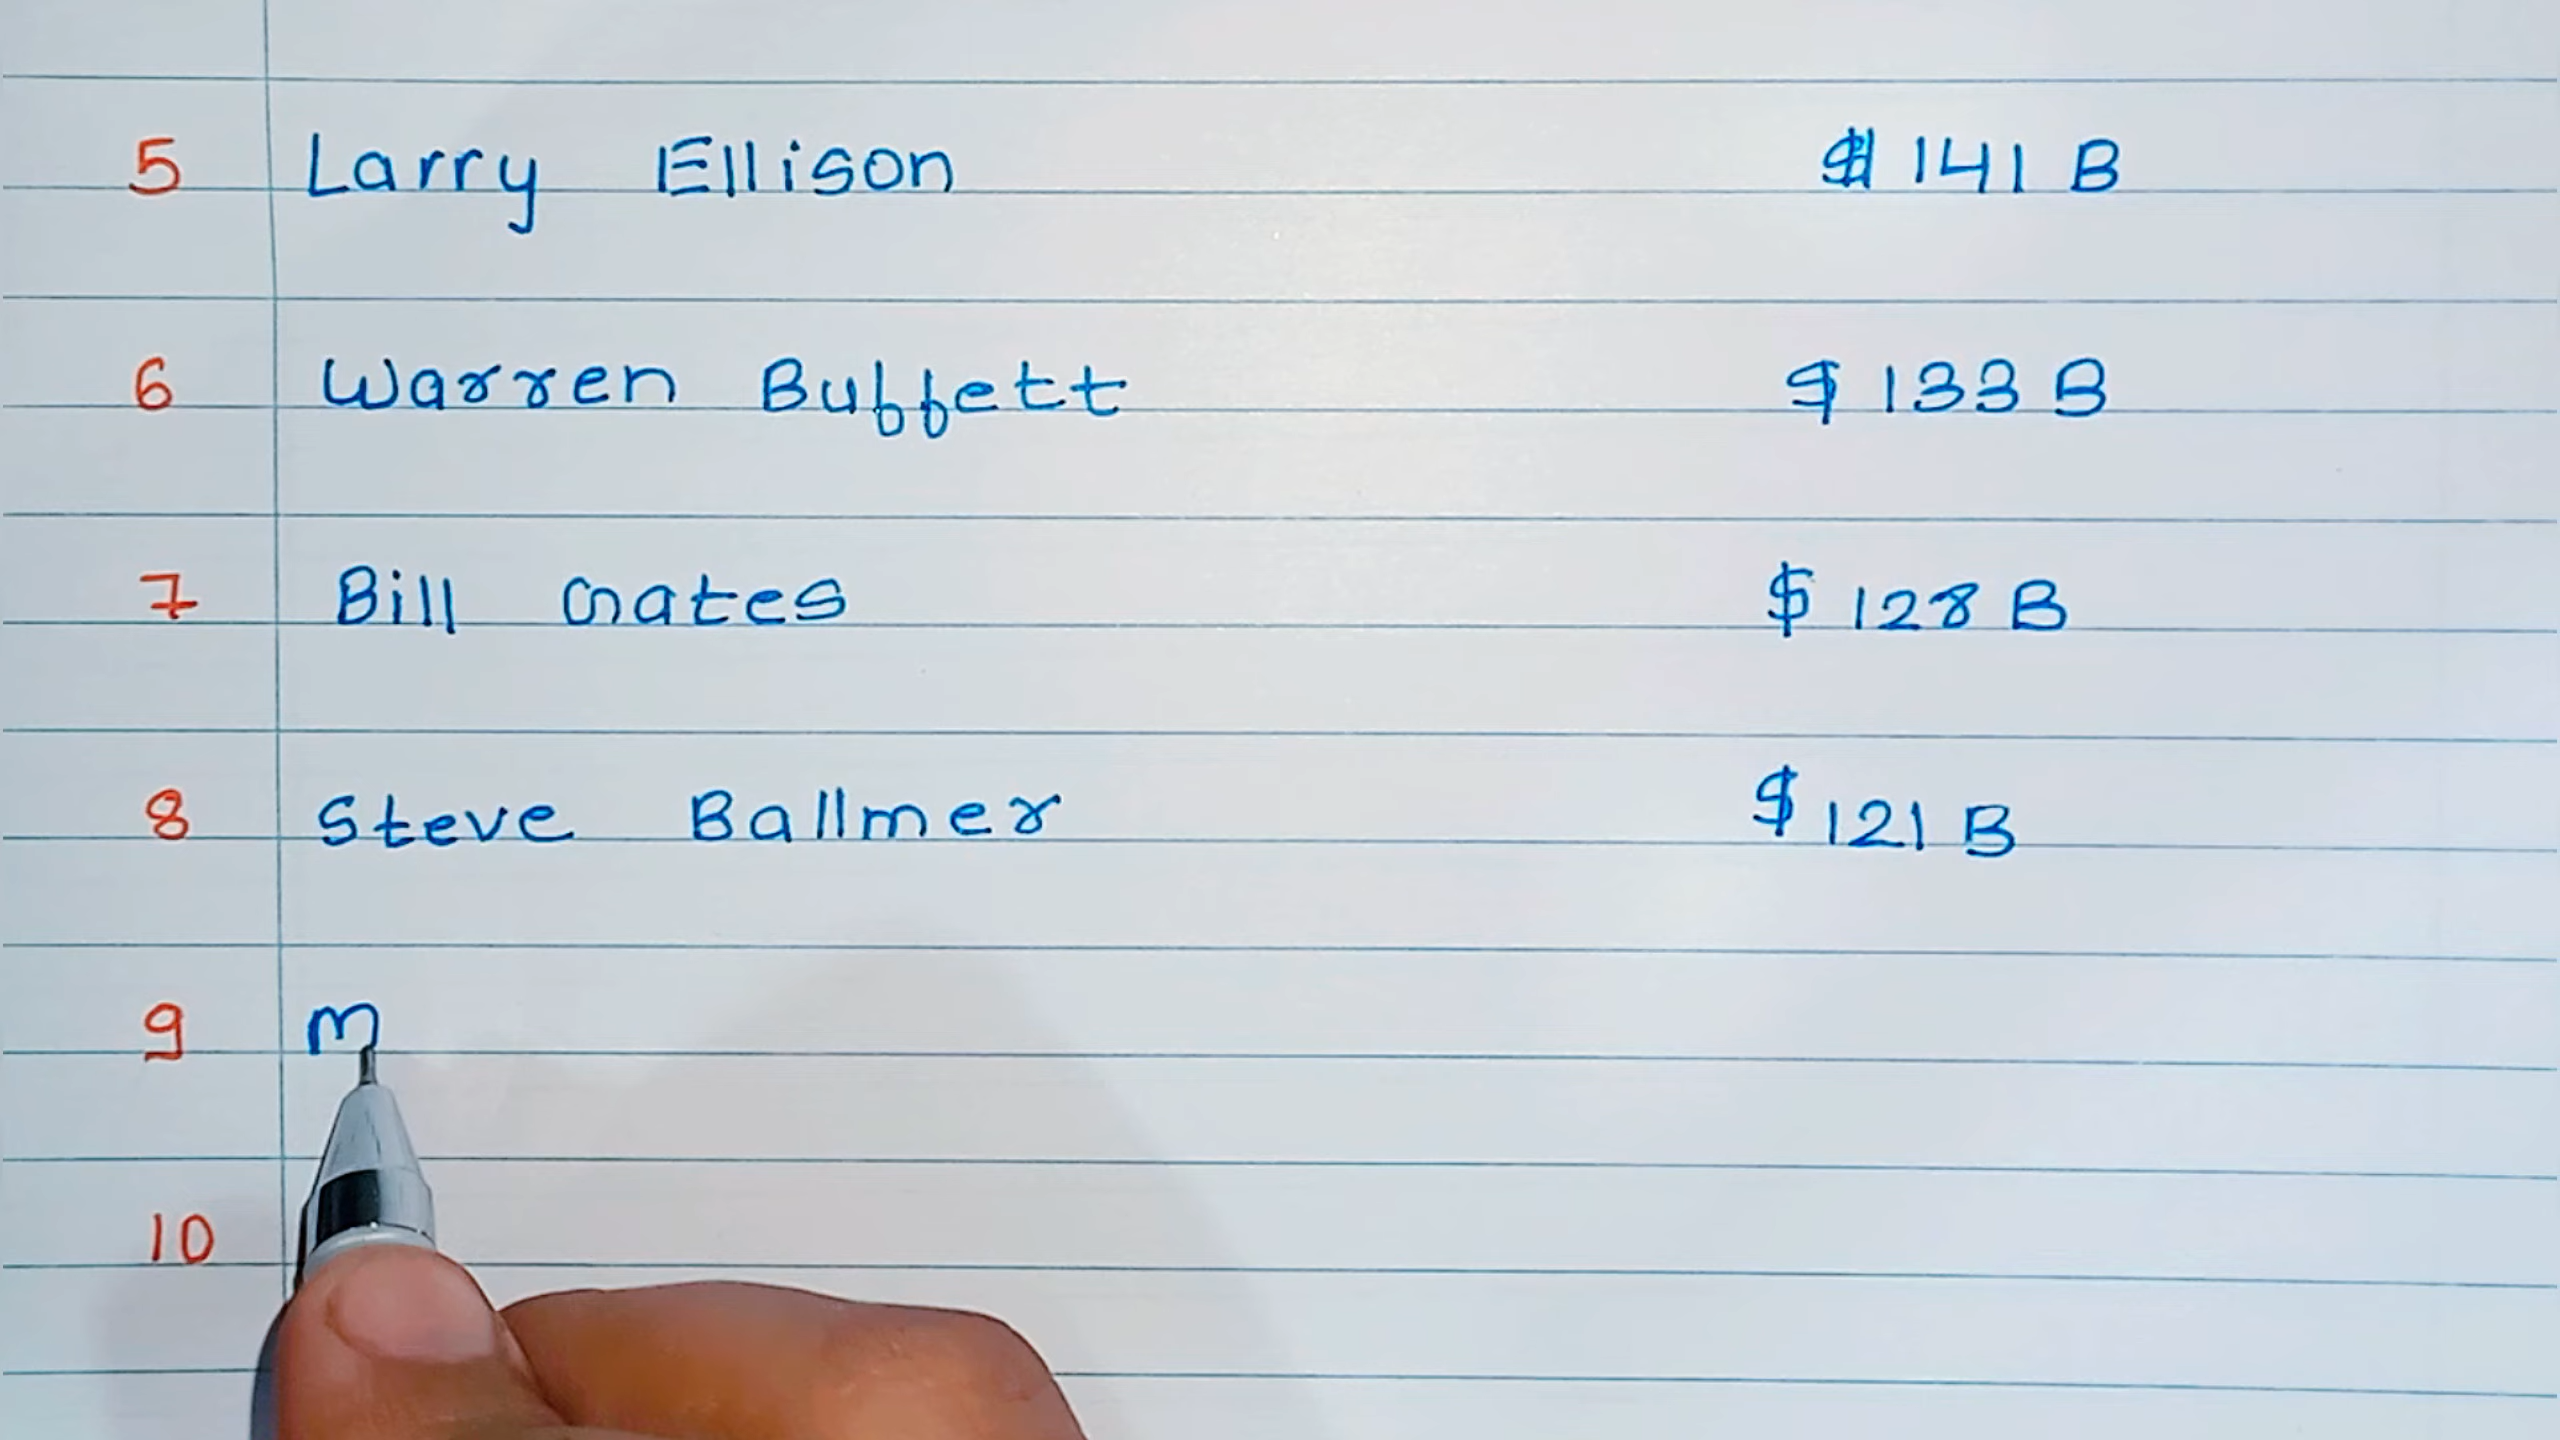 5 Larry Ellison $ 141 B
6 Warren Buffett $ 133 B
7 Bill Gates $ 128 B
8 Steve Ballmer $ 121 B
9 M
10